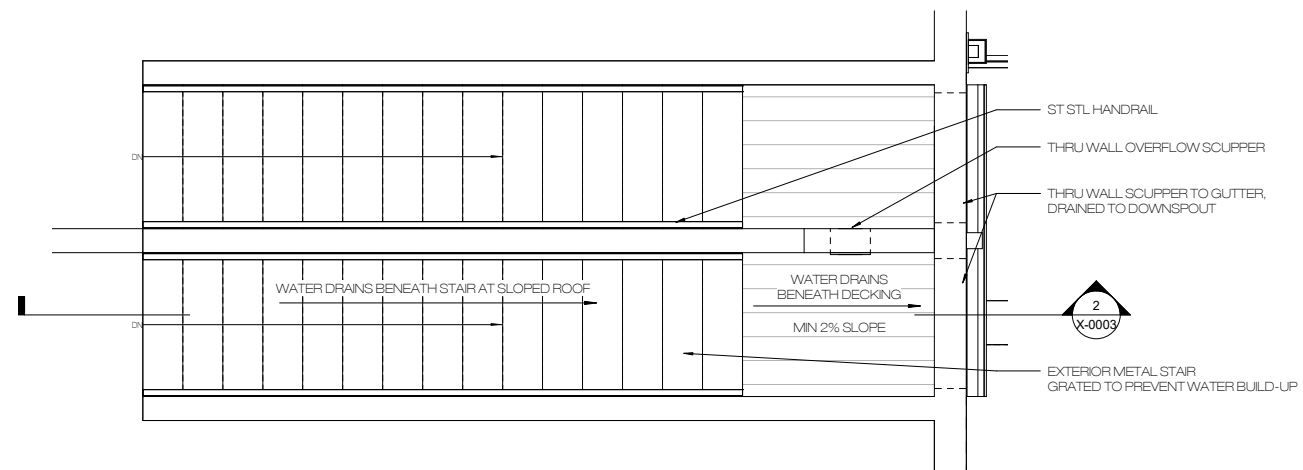 ST STL HANDRAIL
DN
THRU WALL OVERFLOW SCUPPER
THRU WALL SCUPPER TO GUTTER,
DRAINED TO DOWNSPOUT
WATER DRAINS BENEATH STAIR AT SLOPED ROOF
WATER DRAINS
BENEATH DECKING
MIN 2% SLOPE
DN
2
X-0003
EXTERIOR METAL STAIR
GRATED TO PREVENT WATER BUILD-UP